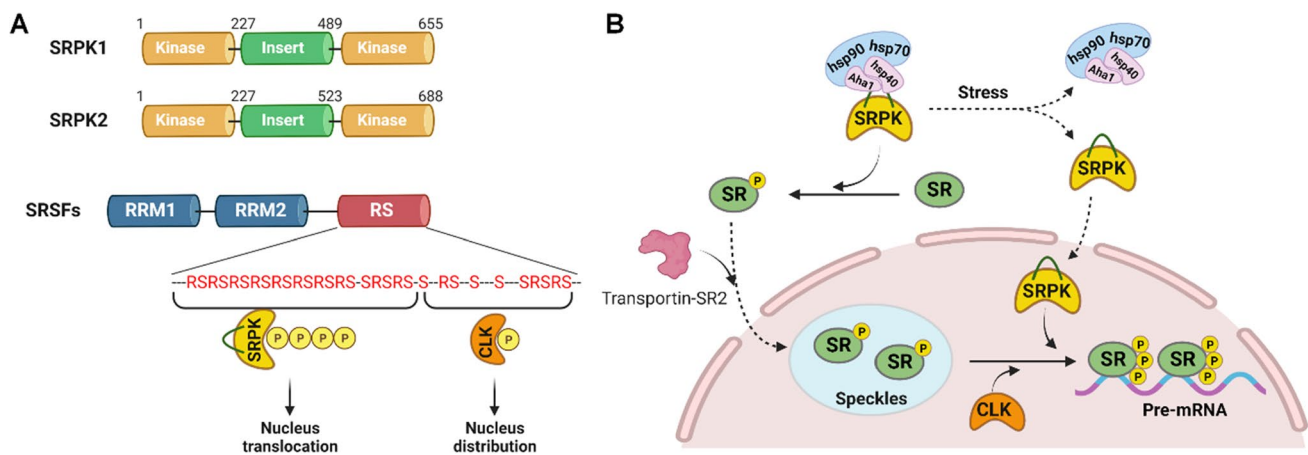 A
1 227 489 655
SRPK1 Kinase Insert Kinase
1 227 523 688
SRPK2 Kinase Insert Kinase
SRSFs RRM1 RRM2 RS
---RSRSRSRSRSRSRSRSRS-SRSRS-S--RS--S---S---SRSRS--
SRPK P P P P
CLK P
Nucleus
translocation
Nucleus
distribution
B
hsp90 hsp70
Aha1 hsp40
SRPK
Stress
hsp90 hsp70
Aha1 hsp40
SRPK
SR P
SR
Transportin-SR2
SRPK
SR P
SR P
Speckles
CLK
SR P P P
SR P P P
Pre-mRNA